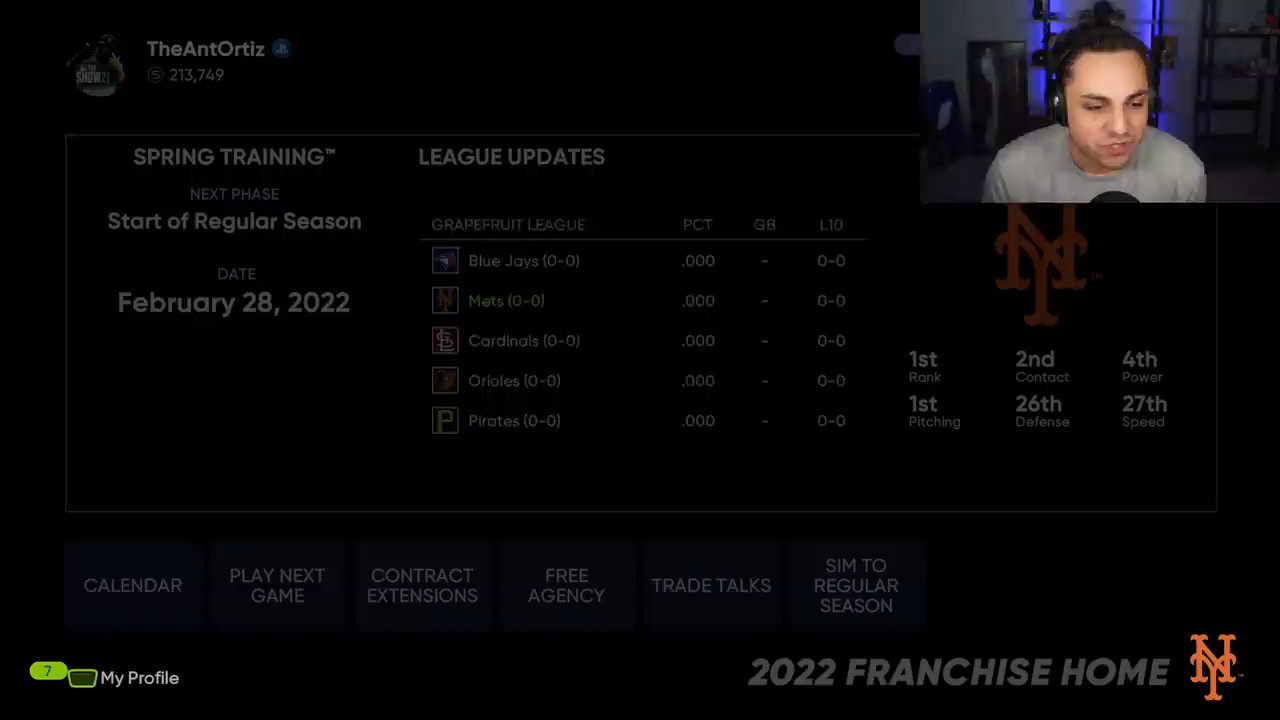 TheAntOrtiz
213,749
THE SHOW21
SPRING TRAINING™
NEXT PHASE
Start of Regular Season
DATE
February 28, 2022
LEAGUE UPDATES
GRAPEFRUIT LEAGUE PCT GB L10
Blue Jays (0-0) .000 - 0-0
Mets (0-0) .000 - 0-0
Cardinals (0-0) .000 - 0-0
Orioles (0-0) .000 - 0-0
Pirates (0-0) .000 - 0-0
1st 2nd 4th
Rank Contact Power
1st 26th 27th
Pitching Defense Speed
CALENDAR
PLAY NEXT
GAME
CONTRACT
EXTENSIONS
FREE
AGENCY
TRADE TALKS
SIM TO
REGULAR
SEASON
7 My Profile
2022 FRANCHISE HOME